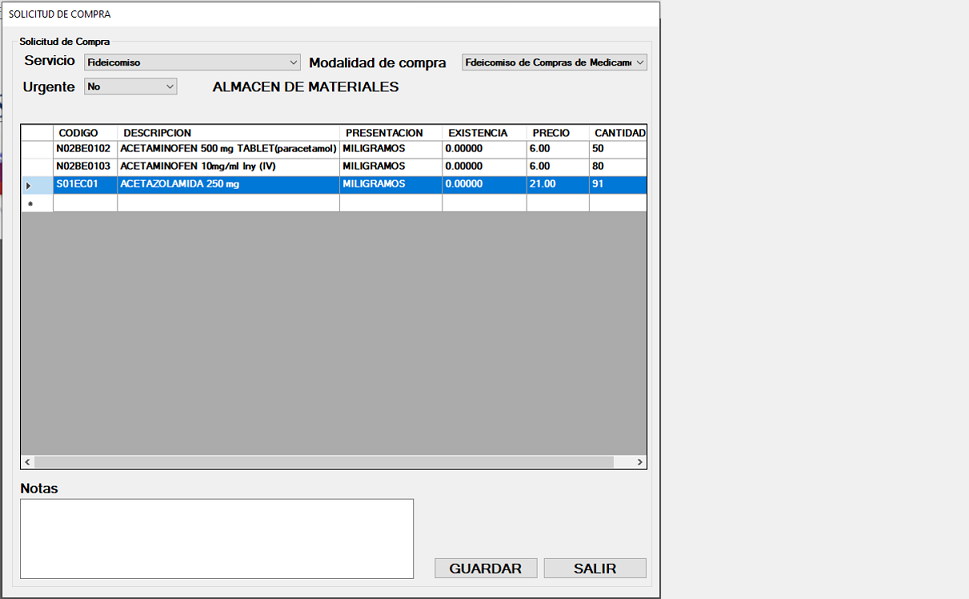 SOLICITUD DE COMPRA
Solicitud de Compra
Servicio Fideicomiso Modalidad de compra Fdeicomiso de Compras de Medicam
Urgente No ALMACEN DE MATERIALES
CODIGO DESCRIPCION PRESENTACION EXISTENCIA PRECIO CANTIDAD
N02BE0102 ACETAMINOFEN 500 mg TABLET(paracetamol) MILIGRAMOS 0.00000 6.00 50
N02BE0103 ACETAMINOFEN 10mg/ml Iny (IV) MILIGRAMOS 0.00000 6.00 80
S01EC01 ACETAZOLAMIDA 250 mg MILIGRAMOS 0.00000 21.00 91
Notas
GUARDAR SALIR